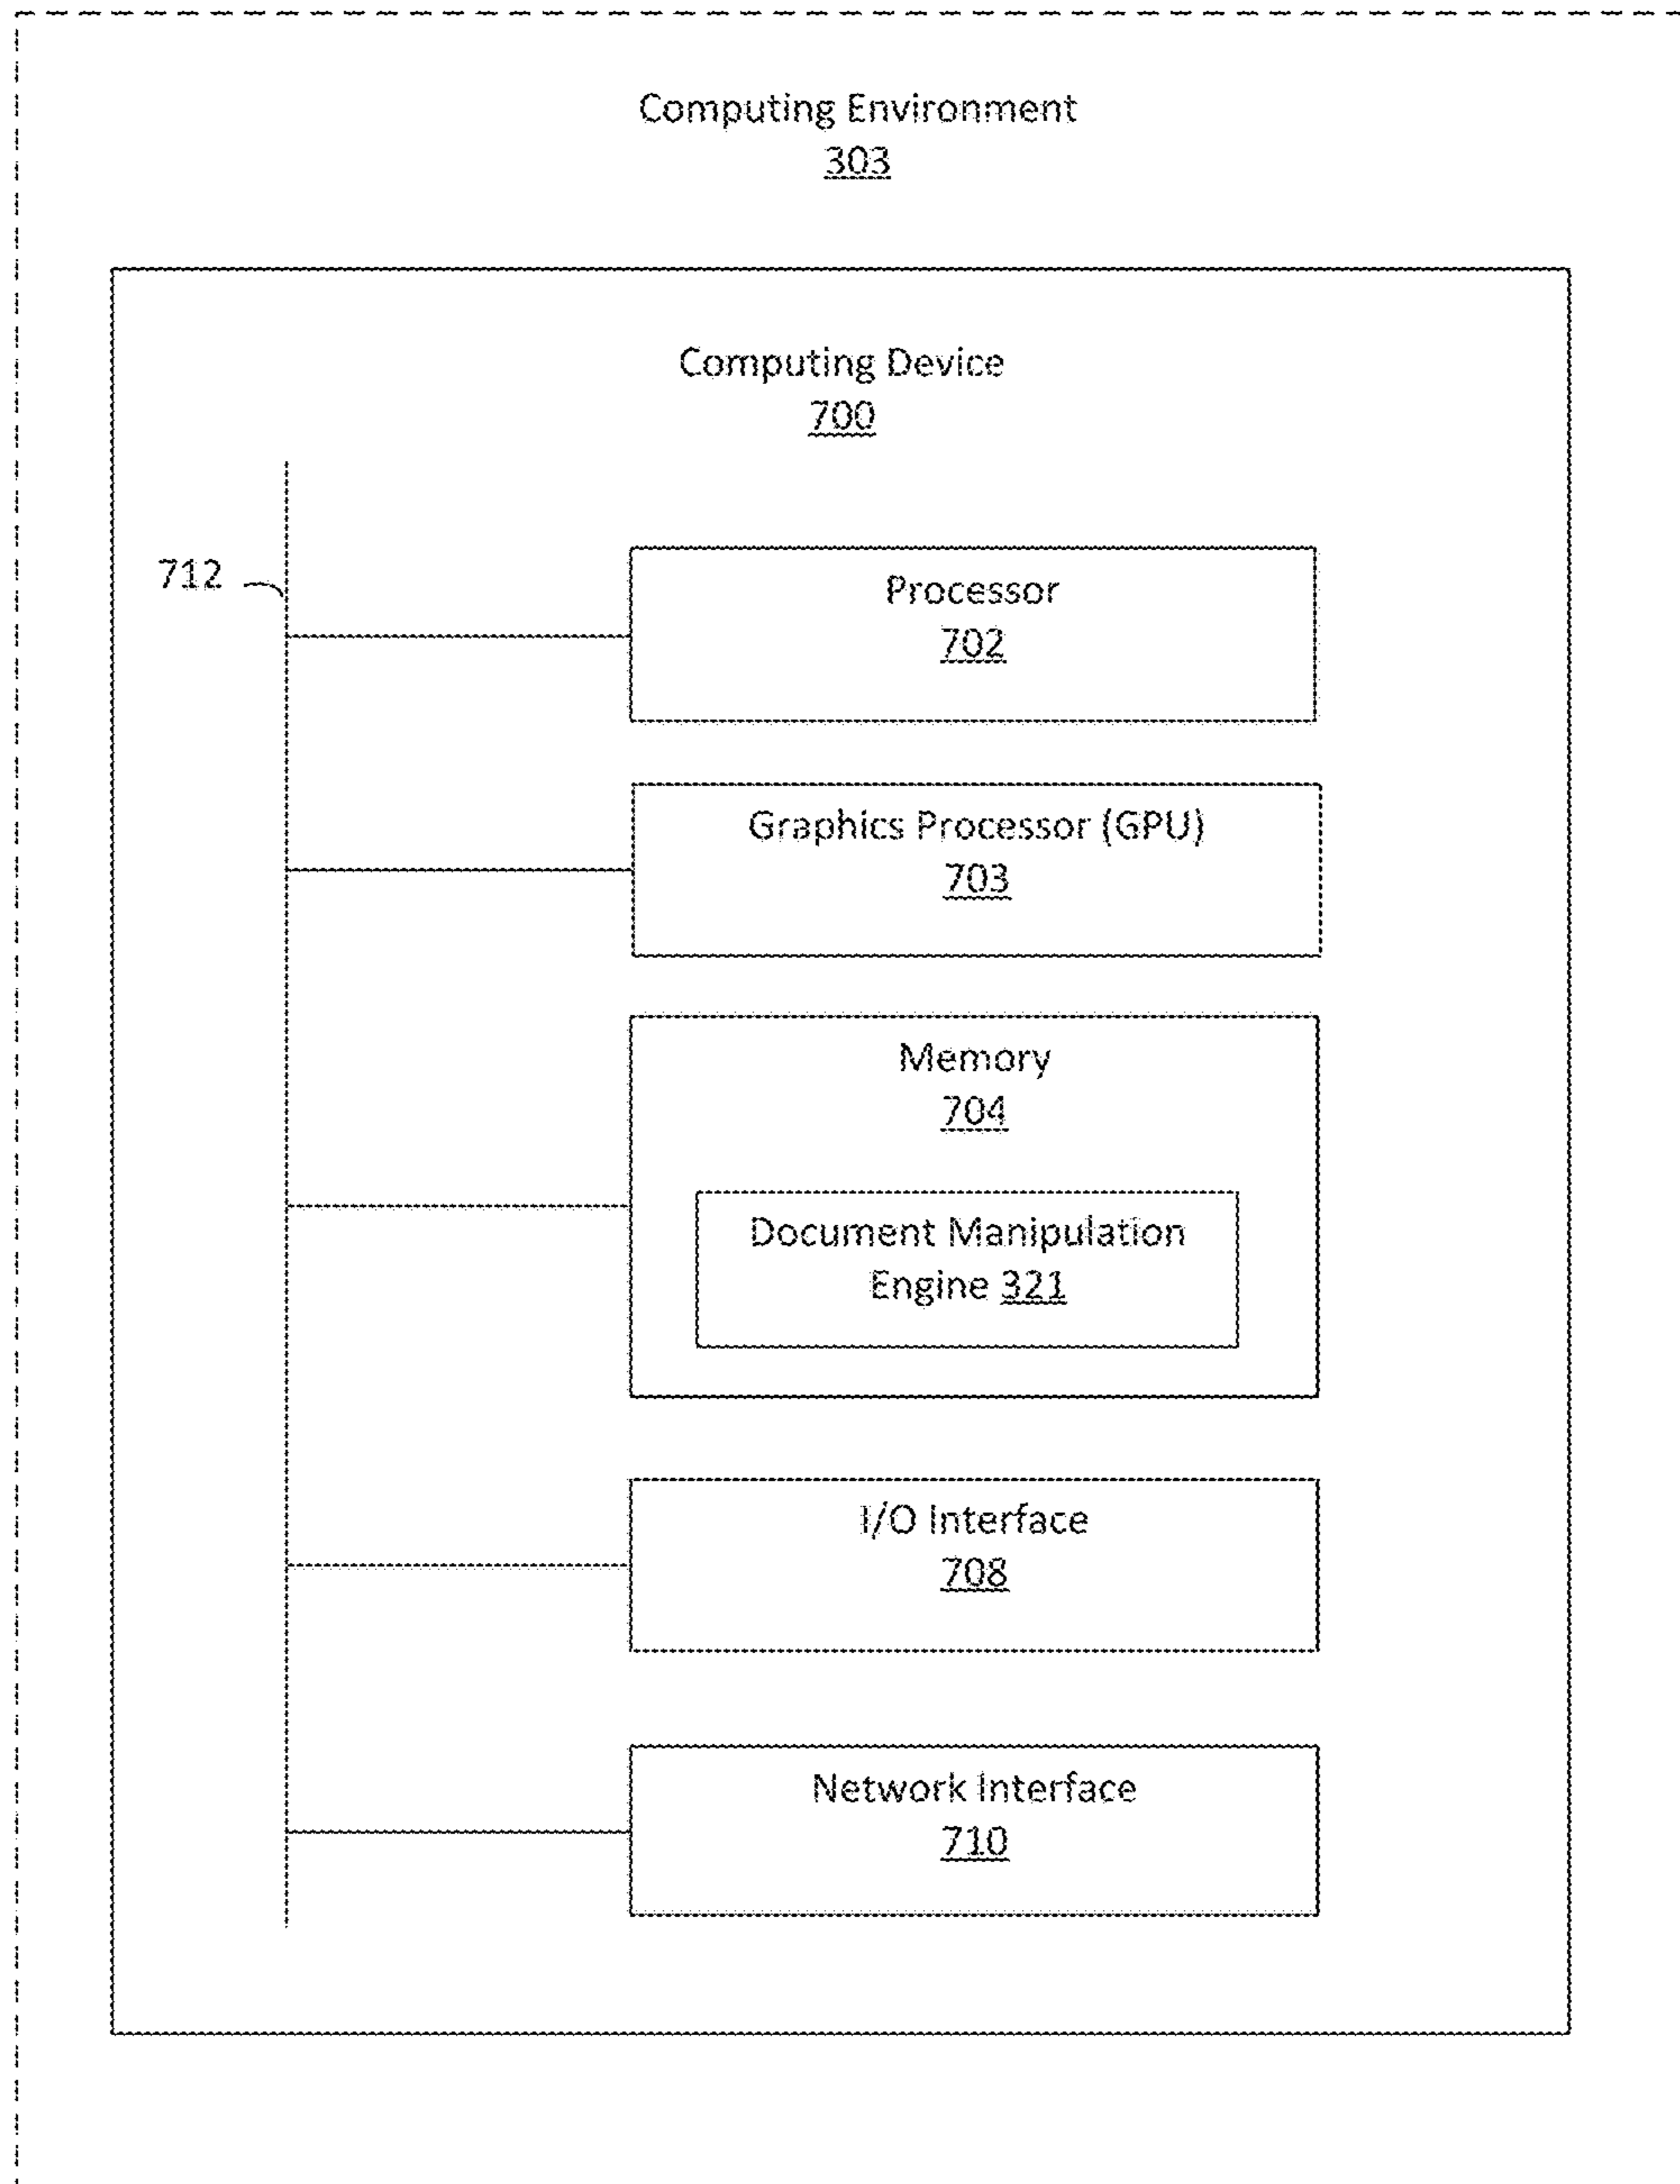 Computing Environment
303
Computing Device
700
712
Processor
702
Graphics Processor (GPU)
703
Memory
704
Document Manipulation
Engine 321
I/O Interface
708
Network Interface
710